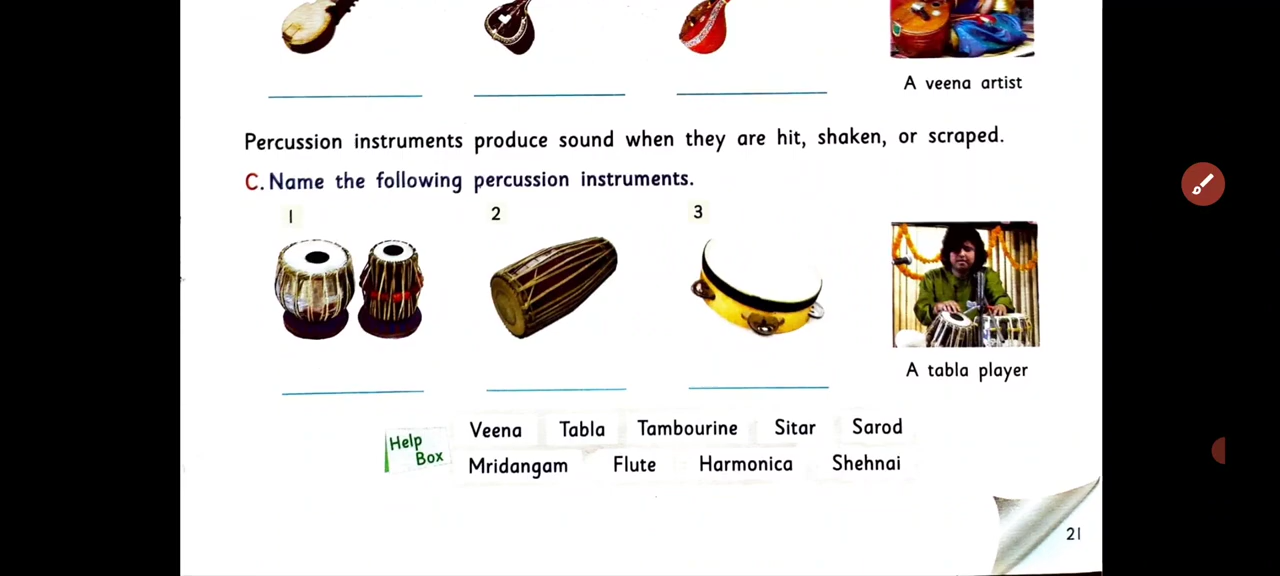 A veena artist
Percussion instruments produce sound when they are hit, shaken, or scraped.
C. Name the following percussion instruments.
1 2 3
A tabla player
Help Box
Veena Tabla Tambourine Sitar Sarod
Mridangam Flute Harmonica Shehnai
21